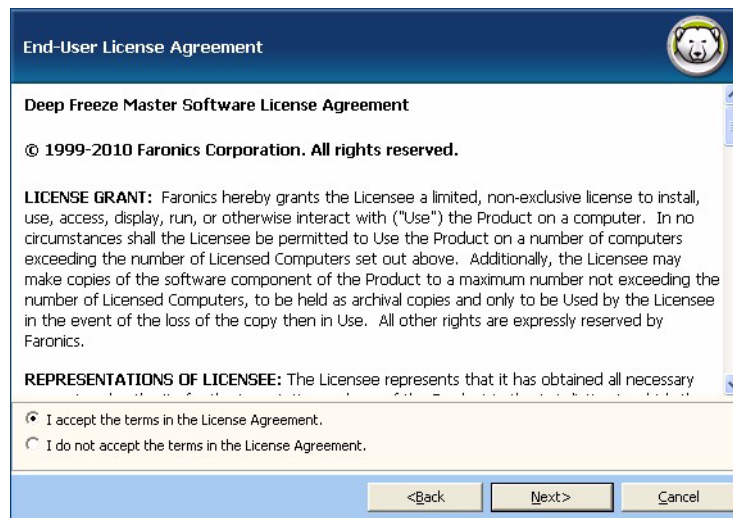 End-User License Agreement
Deep Freeze Master Software License Agreement
© 1999-2010 Faronics Corporation. All rights reserved.
LICENSE GRANT: Faronics hereby grants the Licensee a limited, non-exclusive license to install,
use, access, display, run, or otherwise interact with ("Use") the Product on a computer. In no
circumstances shall the Licensee be permitted to Use the Product on a number of computers
exceeding the number of Licensed Computers set out above. Additionally, the Licensee may
make copies of the software component of the Product to a maximum number not exceeding the
number of Licensed Computers, to be held as archival copies and only to be Used by the Licensee
in the event of the loss of the copy then in Use. All other rights are expressly reserved by
Faronics.
REPRESENTATIONS OF LICENSEE: The Licensee represents that it has obtained all necessary
I accept the terms in the License Agreement.
I do not accept the terms in the License Agreement.
<Back
Next>
Cancel